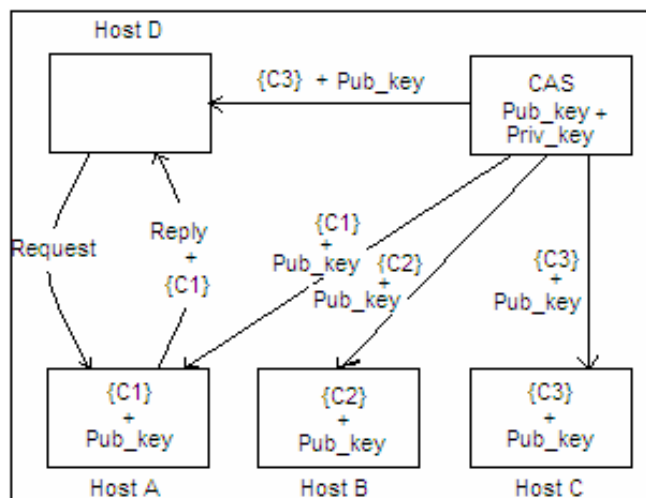 Host D
{C3} + Pub_key
CAS
Pub_key +
Priv_key
Request
Reply
+
{C1}
{C1}
+
Pub_key
{C2}
+
Pub_key
{C3}
+
Pub_key
{C1}
+
Pub_key
{C2}
+
Pub_key
{C3}
+
Pub_key
Host A
Host B
Host C